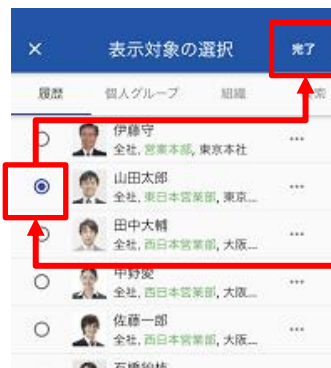 × 表示対象の選択 完了
履歴 個人グループ 組織 索
伊藤守
全社, 営業本部, 東京本社
山田太郎
全社, 東日本営業部, 東京...
田中大輔
全社, 西日本営業部, 大阪...
中野愛
全社, 西日本営業部, 大阪...
佐藤一郎
全社, 西日本営業部, 大阪...